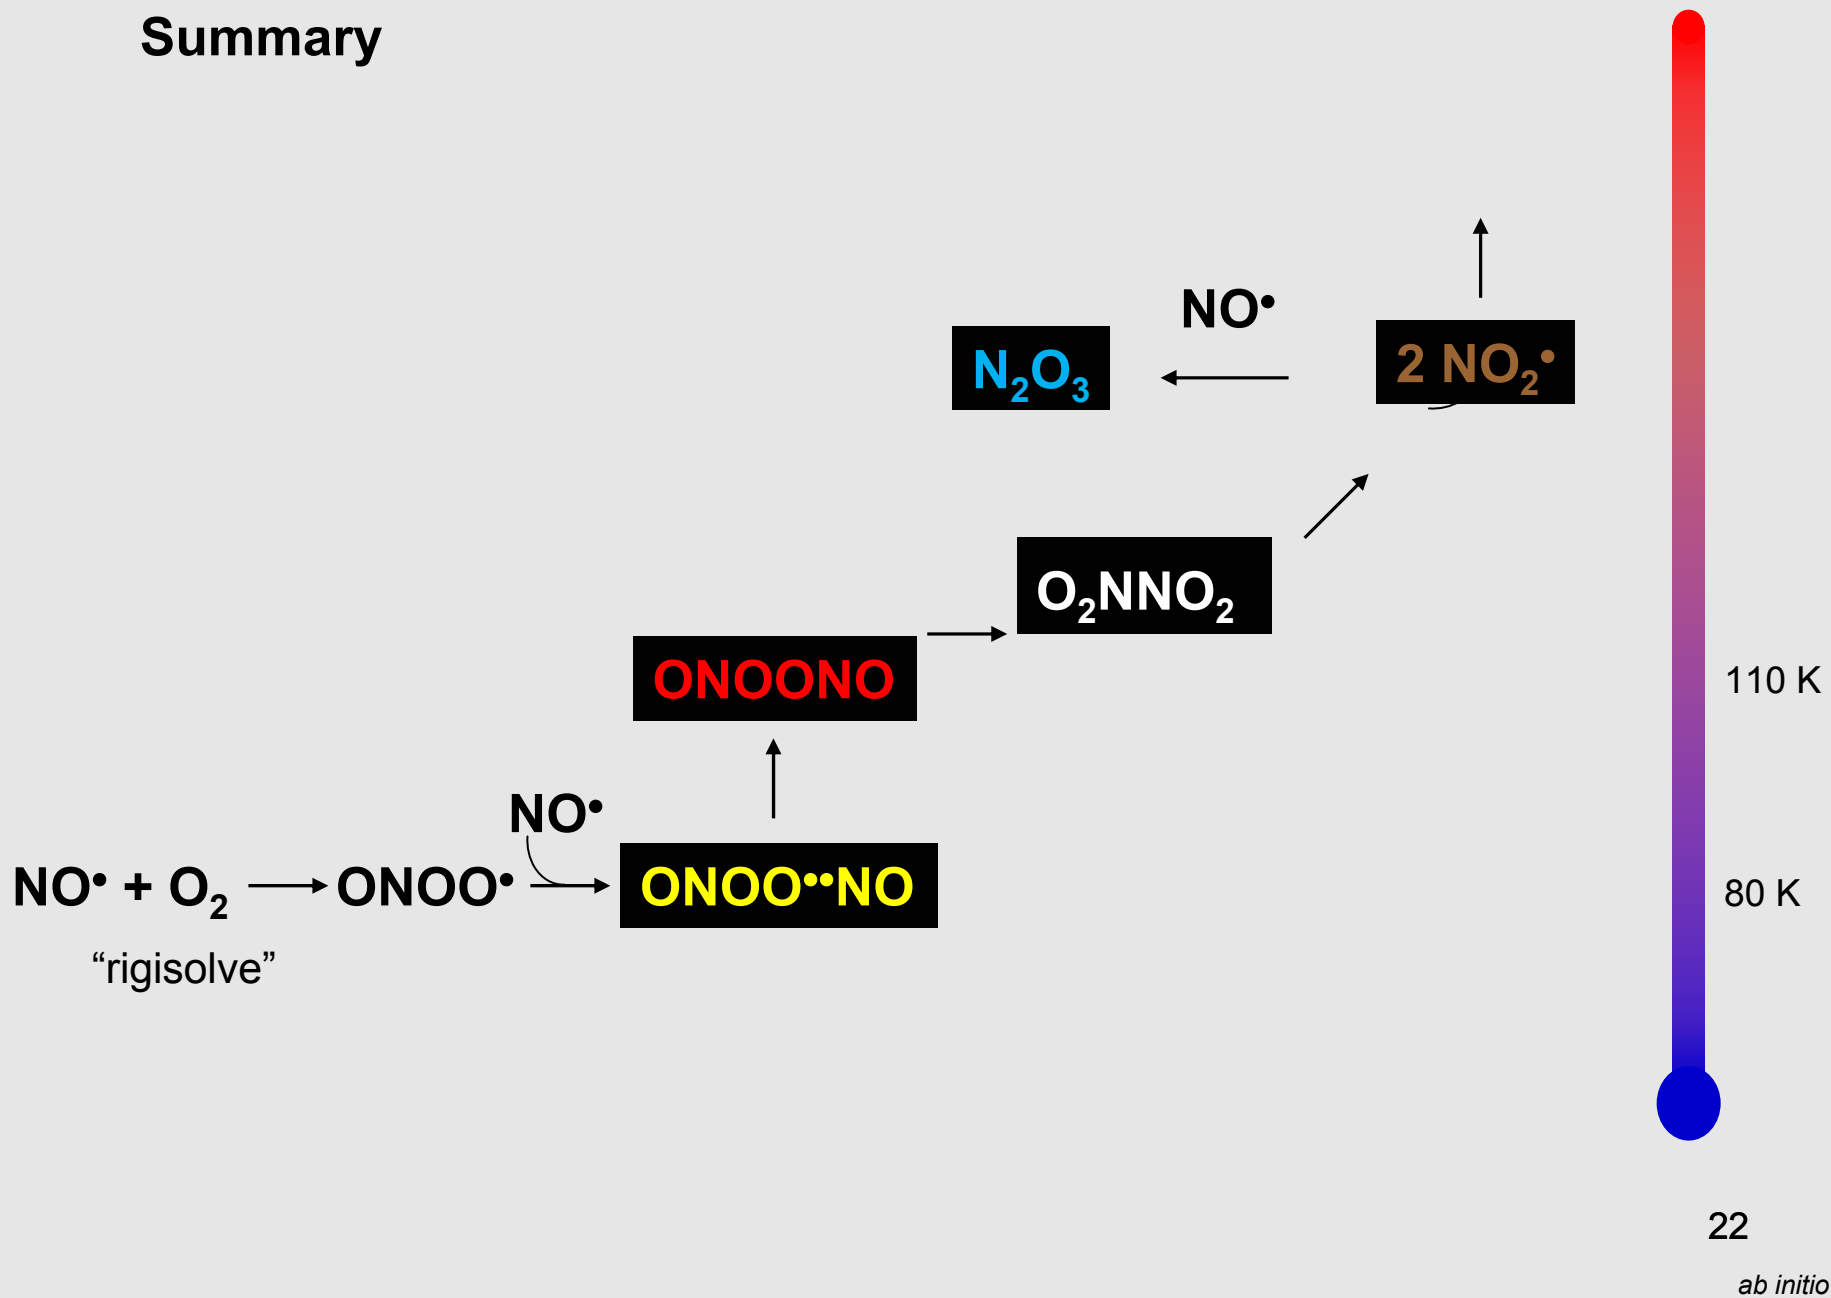 Summary
NO•
N₂O₃
2 NO₂•
O₂NNO₂
ONOONO
110 K
NO•
NO• + O₂
ONOO•
ONOO••NO
80 K
“rigisolve”
22
ab initio